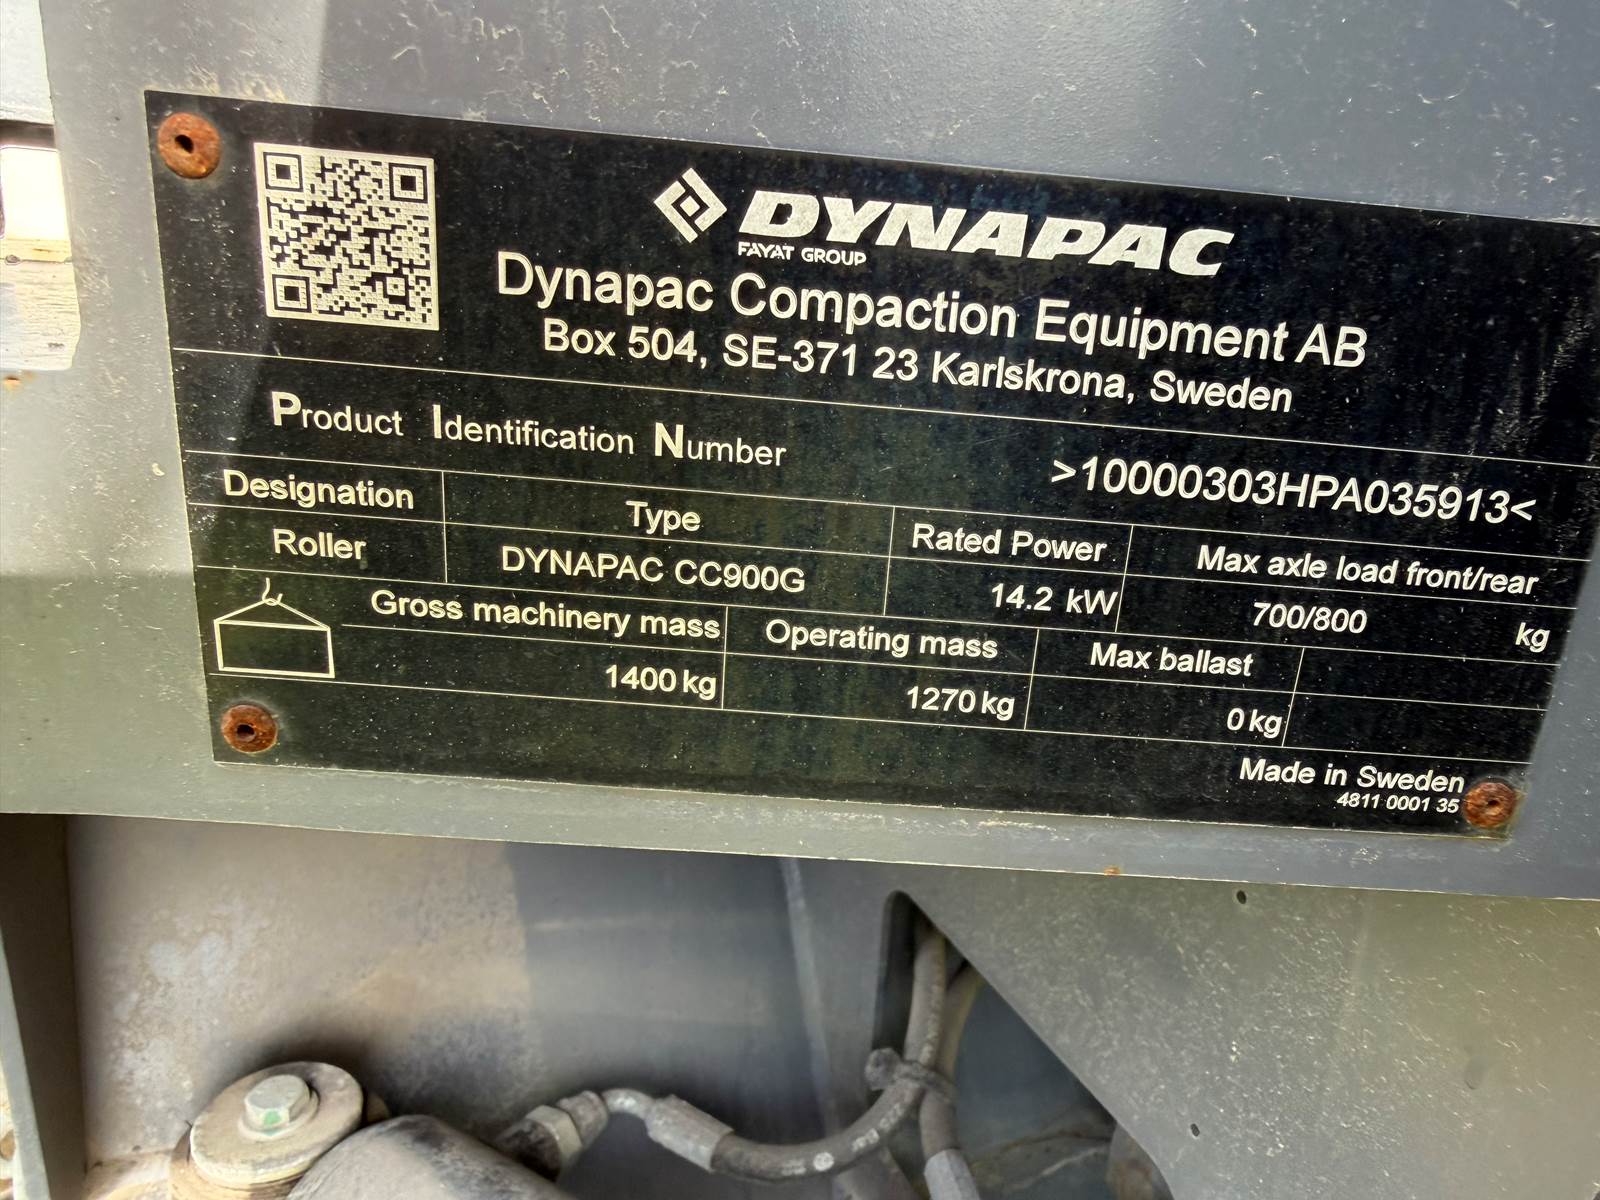 DYNAPAC
FAYAT GROUP
Dynapac Compaction Equipment AB
Box 504, SE-371 23 Karlskrona, Sweden
Product Identification Number >10000303HPA035913<
Designation Type Rated Power Max axle load front/rear
Roller DYNAPAC CC900G 14.2 kW 700/800 kg
Gross machinery mass Operating mass Max ballast
1400 kg 1270 kg 0 kg
Made in Sweden
4811 0001 35